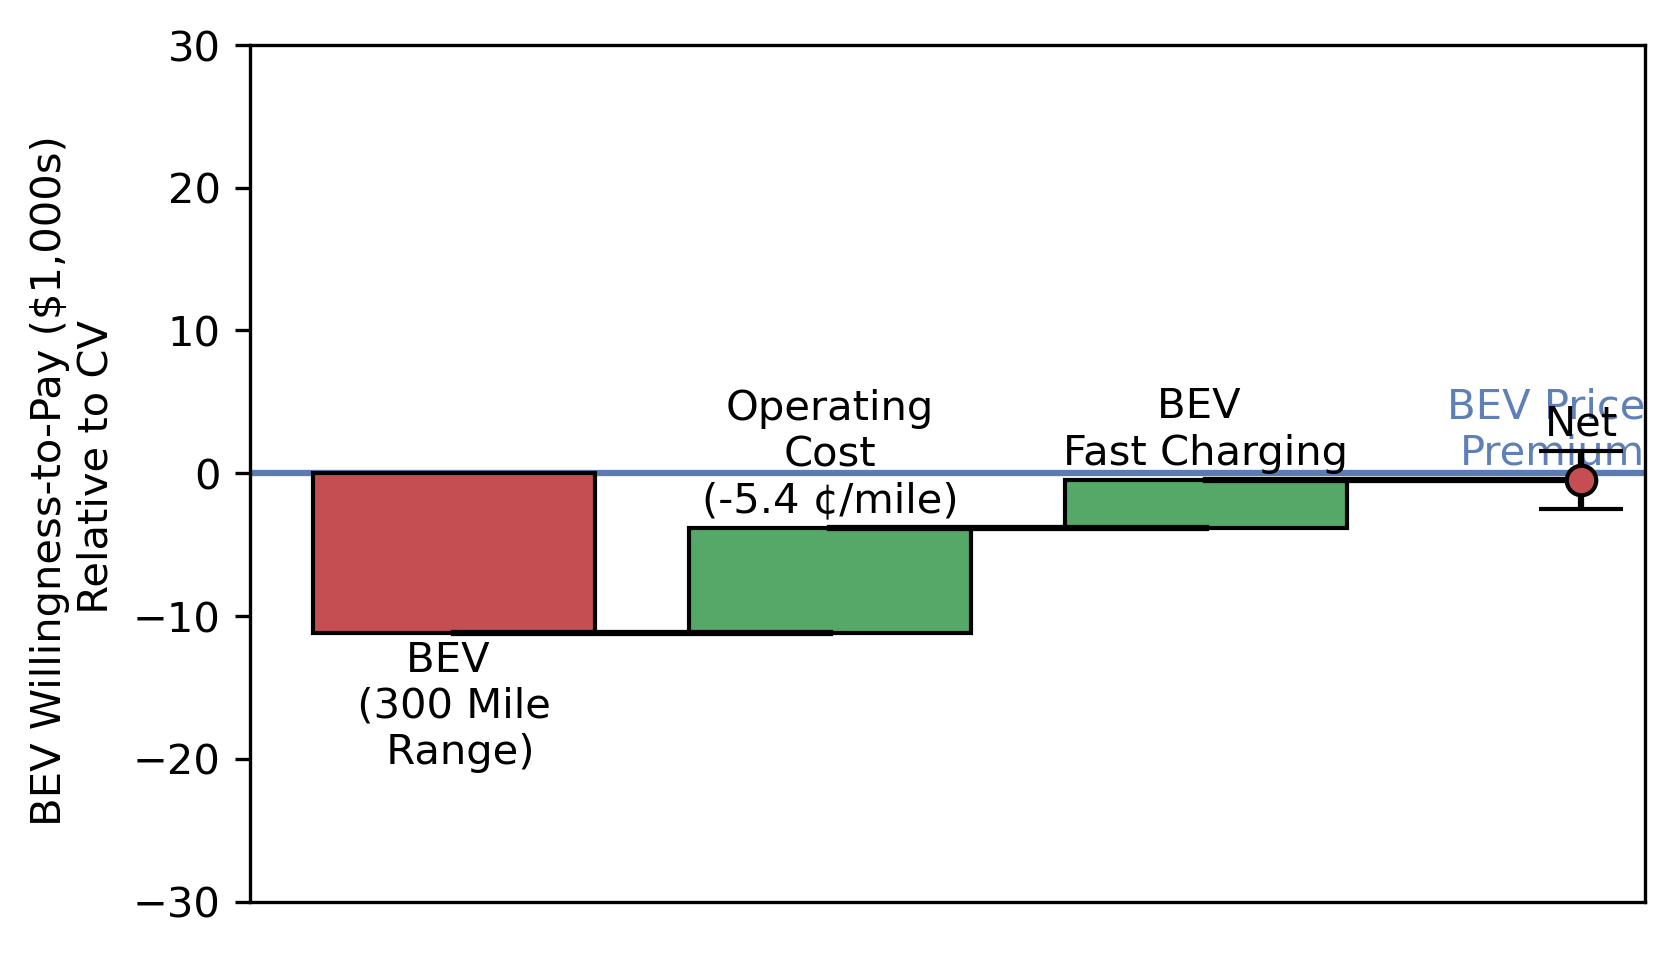 BEV Willingness-to-Pay ($1,000s)
Relative to CV
30
20
10
0
−10
−20
−30
BEV
(300 Mile
Range)
Operating
Cost
(-5.4 ¢/mile)
BEV
Fast Charging
BEV Price
Premium
Net